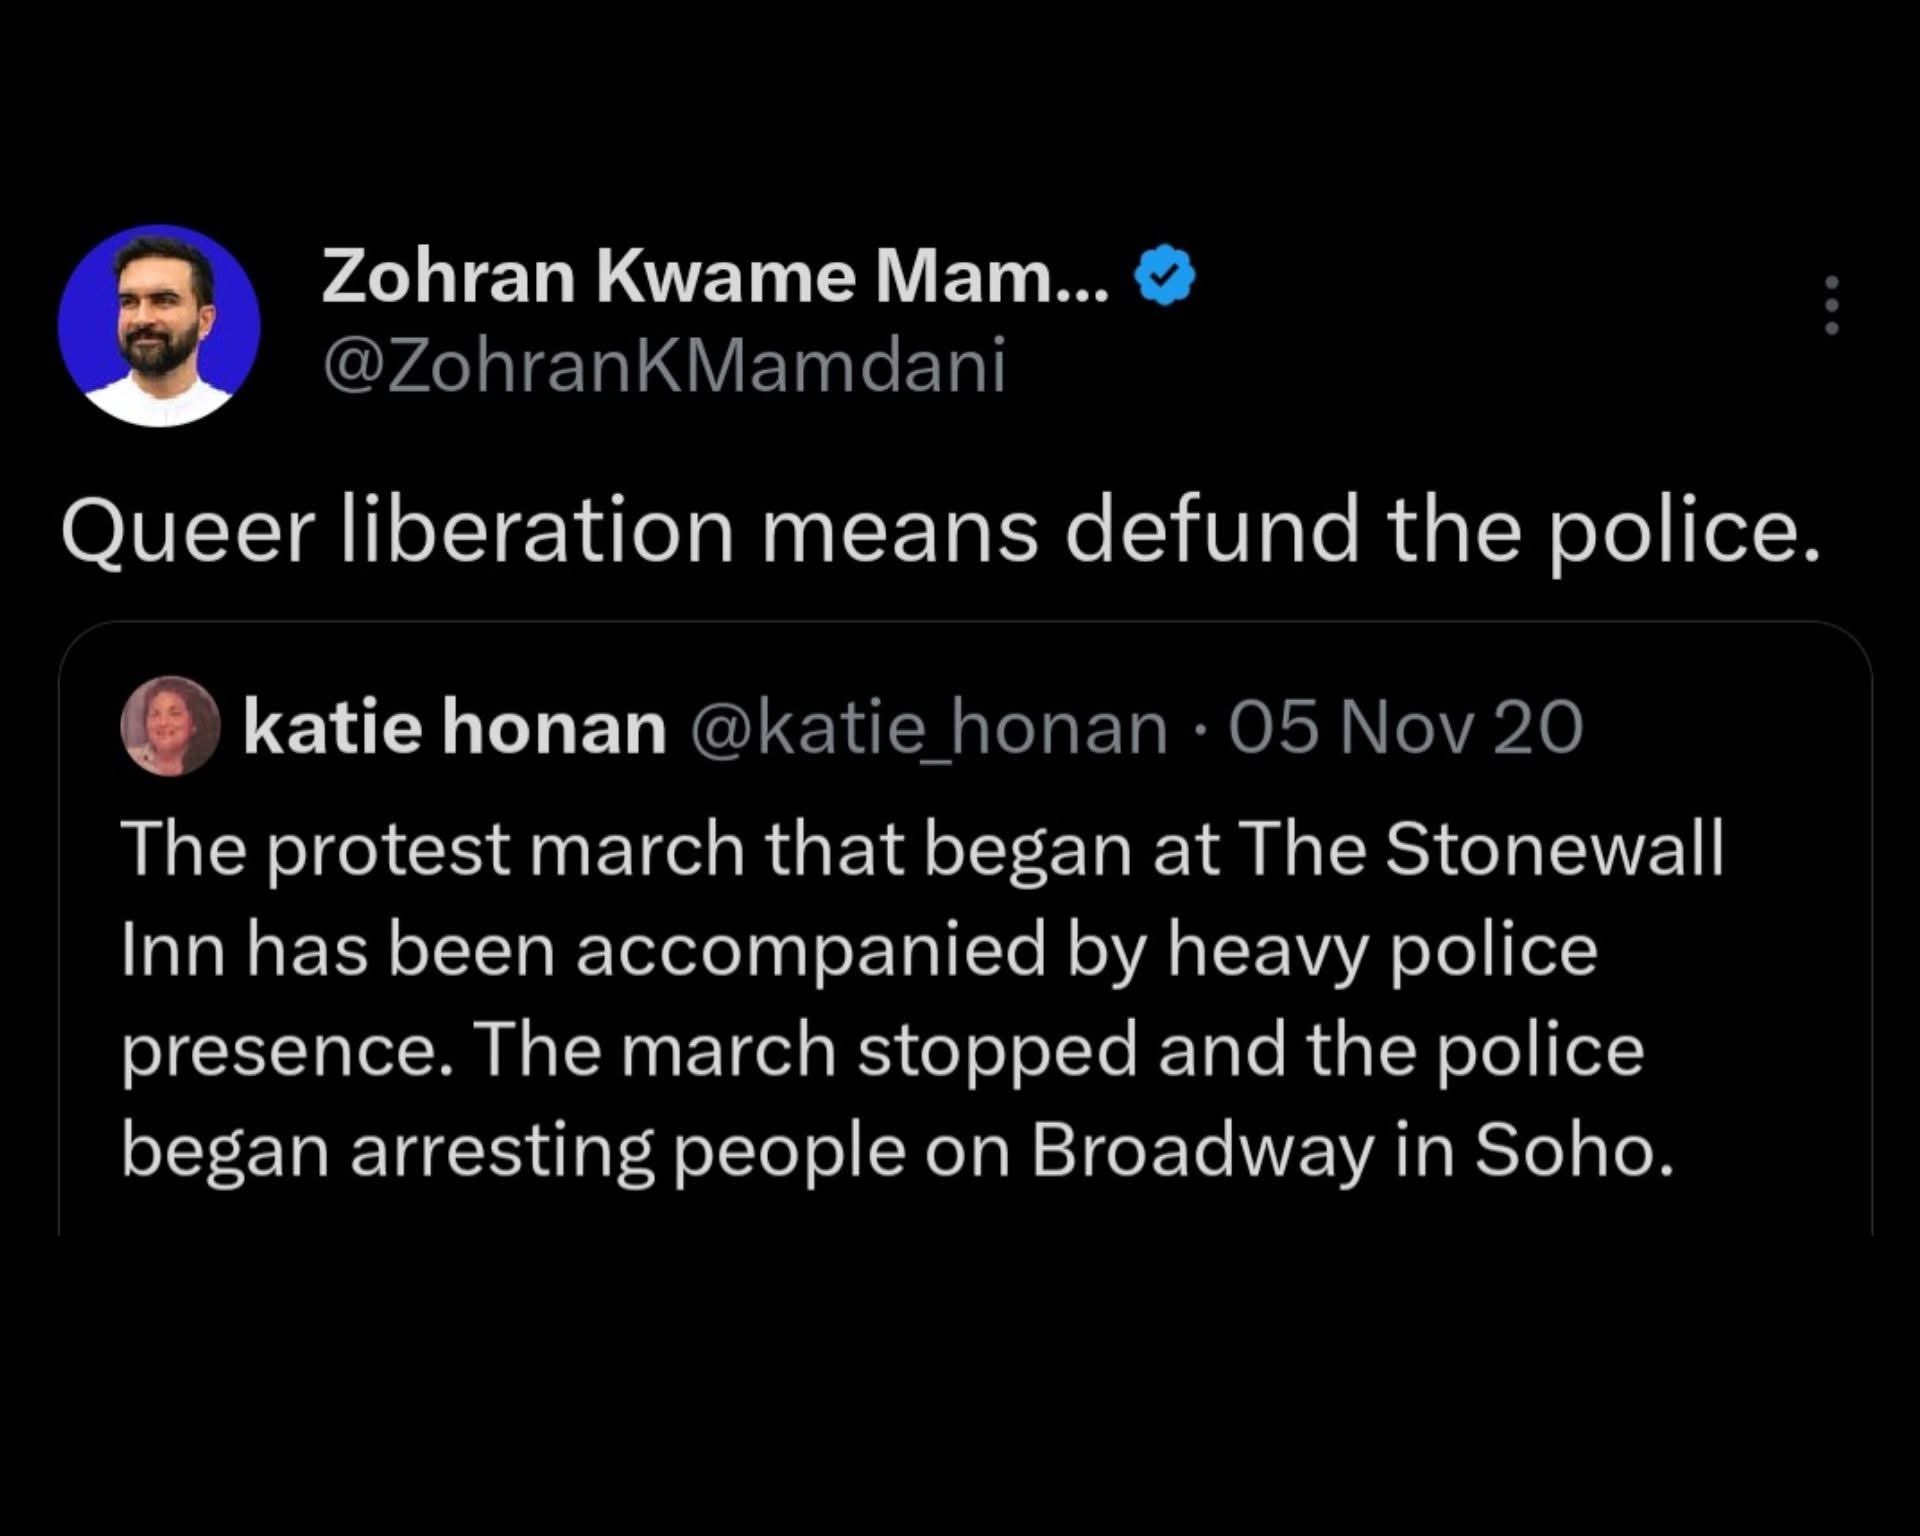 Zohran Kwame Mam...
@ZohranKMamdani
Queer liberation means defund the police.
katie honan @katie_honan · 05 Nov 20
The protest march that began at The Stonewall
Inn has been accompanied by heavy police
presence. The march stopped and the police
began arresting people on Broadway in Soho.